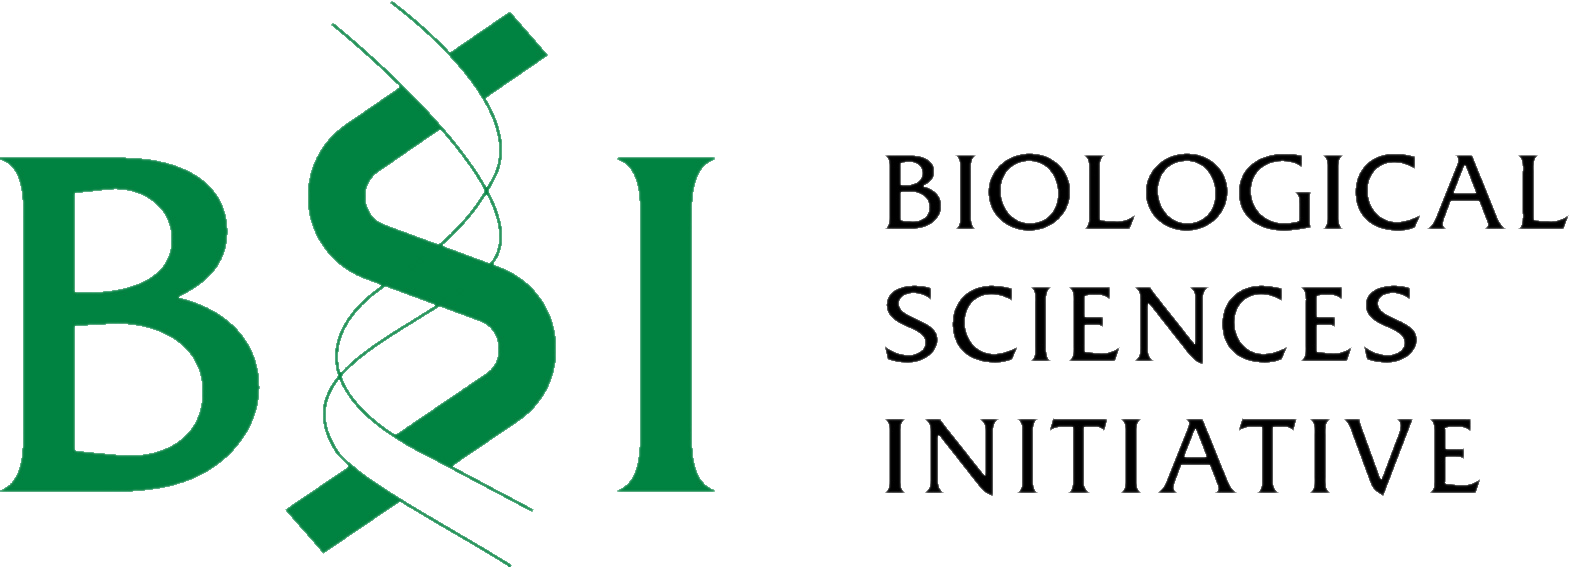 BSI
BIOLOGICAL
SCIENCES
INITIATIVE